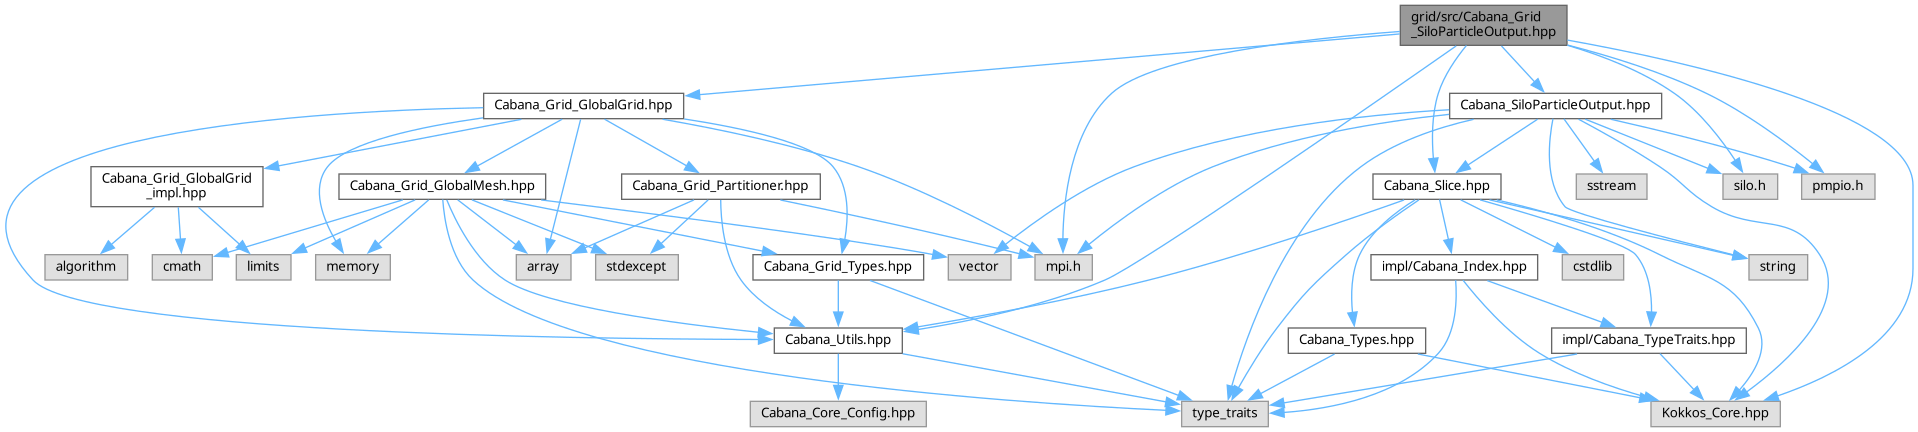 grid/src/Cabana_Grid
_SiloParticleOutput.hpp
Cabana_Grid_GlobalGrid.hpp
Cabana_SiloParticleOutput.hpp
Cabana_Grid_GlobalGrid
_impl.hpp
Cabana_Grid_GlobalMesh.hpp
Cabana_Grid_Partitioner.hpp
Cabana_Slice.hpp
sstream
silo.h
pmpio.h
algorithm
cmath
limits
memory
array
stdexcept
Cabana_Grid_Types.hpp
vector
mpi.h
impl/Cabana_Index.hpp
cstdlib
string
Cabana_Utils.hpp
Cabana_Types.hpp
impl/Cabana_TypeTraits.hpp
Cabana_Core_Config.hpp
type_traits
Kokkos_Core.hpp